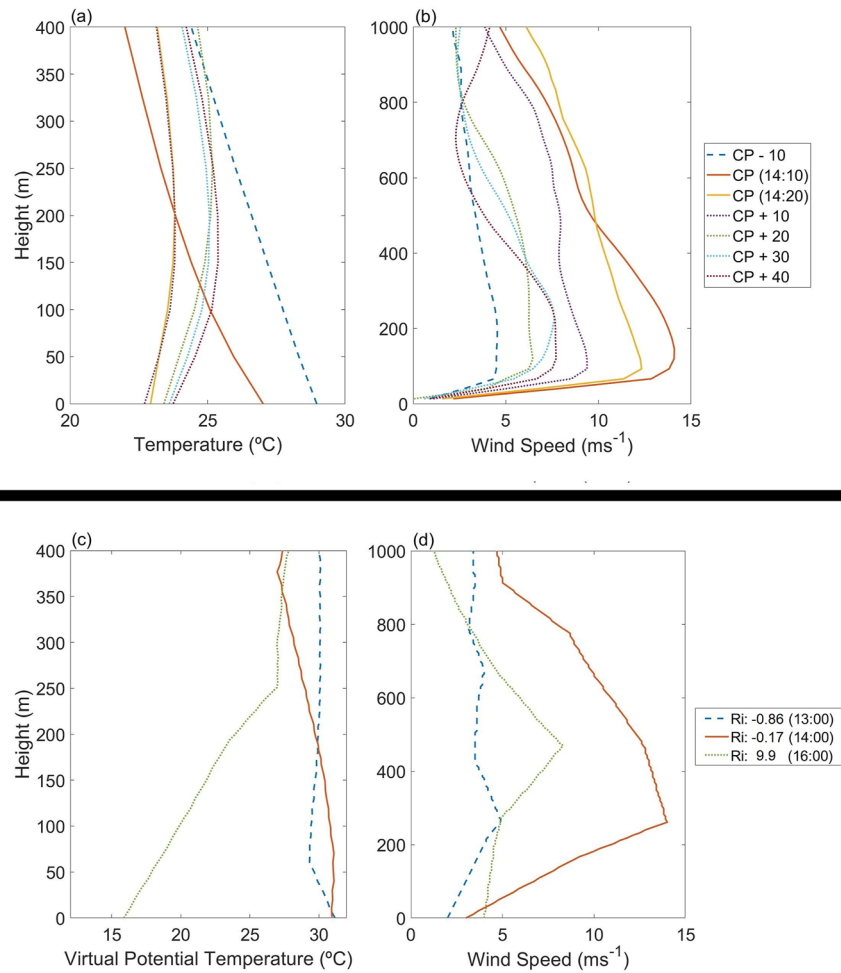 (a)
(b)
400
350
300
250
200
150
100
50
0
Height (m)
20
25
30
Temperature (ºC)
1000
800
600
400
200
0
0
5
10
15
Wind Speed (ms-1)
CP - 10
CP (14:10)
CP (14:20)
CP + 10
CP + 20
CP + 30
CP + 40
(c)
(d)
400
350
300
250
200
150
100
50
0
Height (m)
15
20
25
30
Virtual Potential Temperature (ºC)
1000
800
600
400
200
0
0
5
10
15
Wind Speed (ms-1)
Ri: -0.86 (13:00)
Ri: -0.17 (14:00)
Ri: 9.9 (16:00)